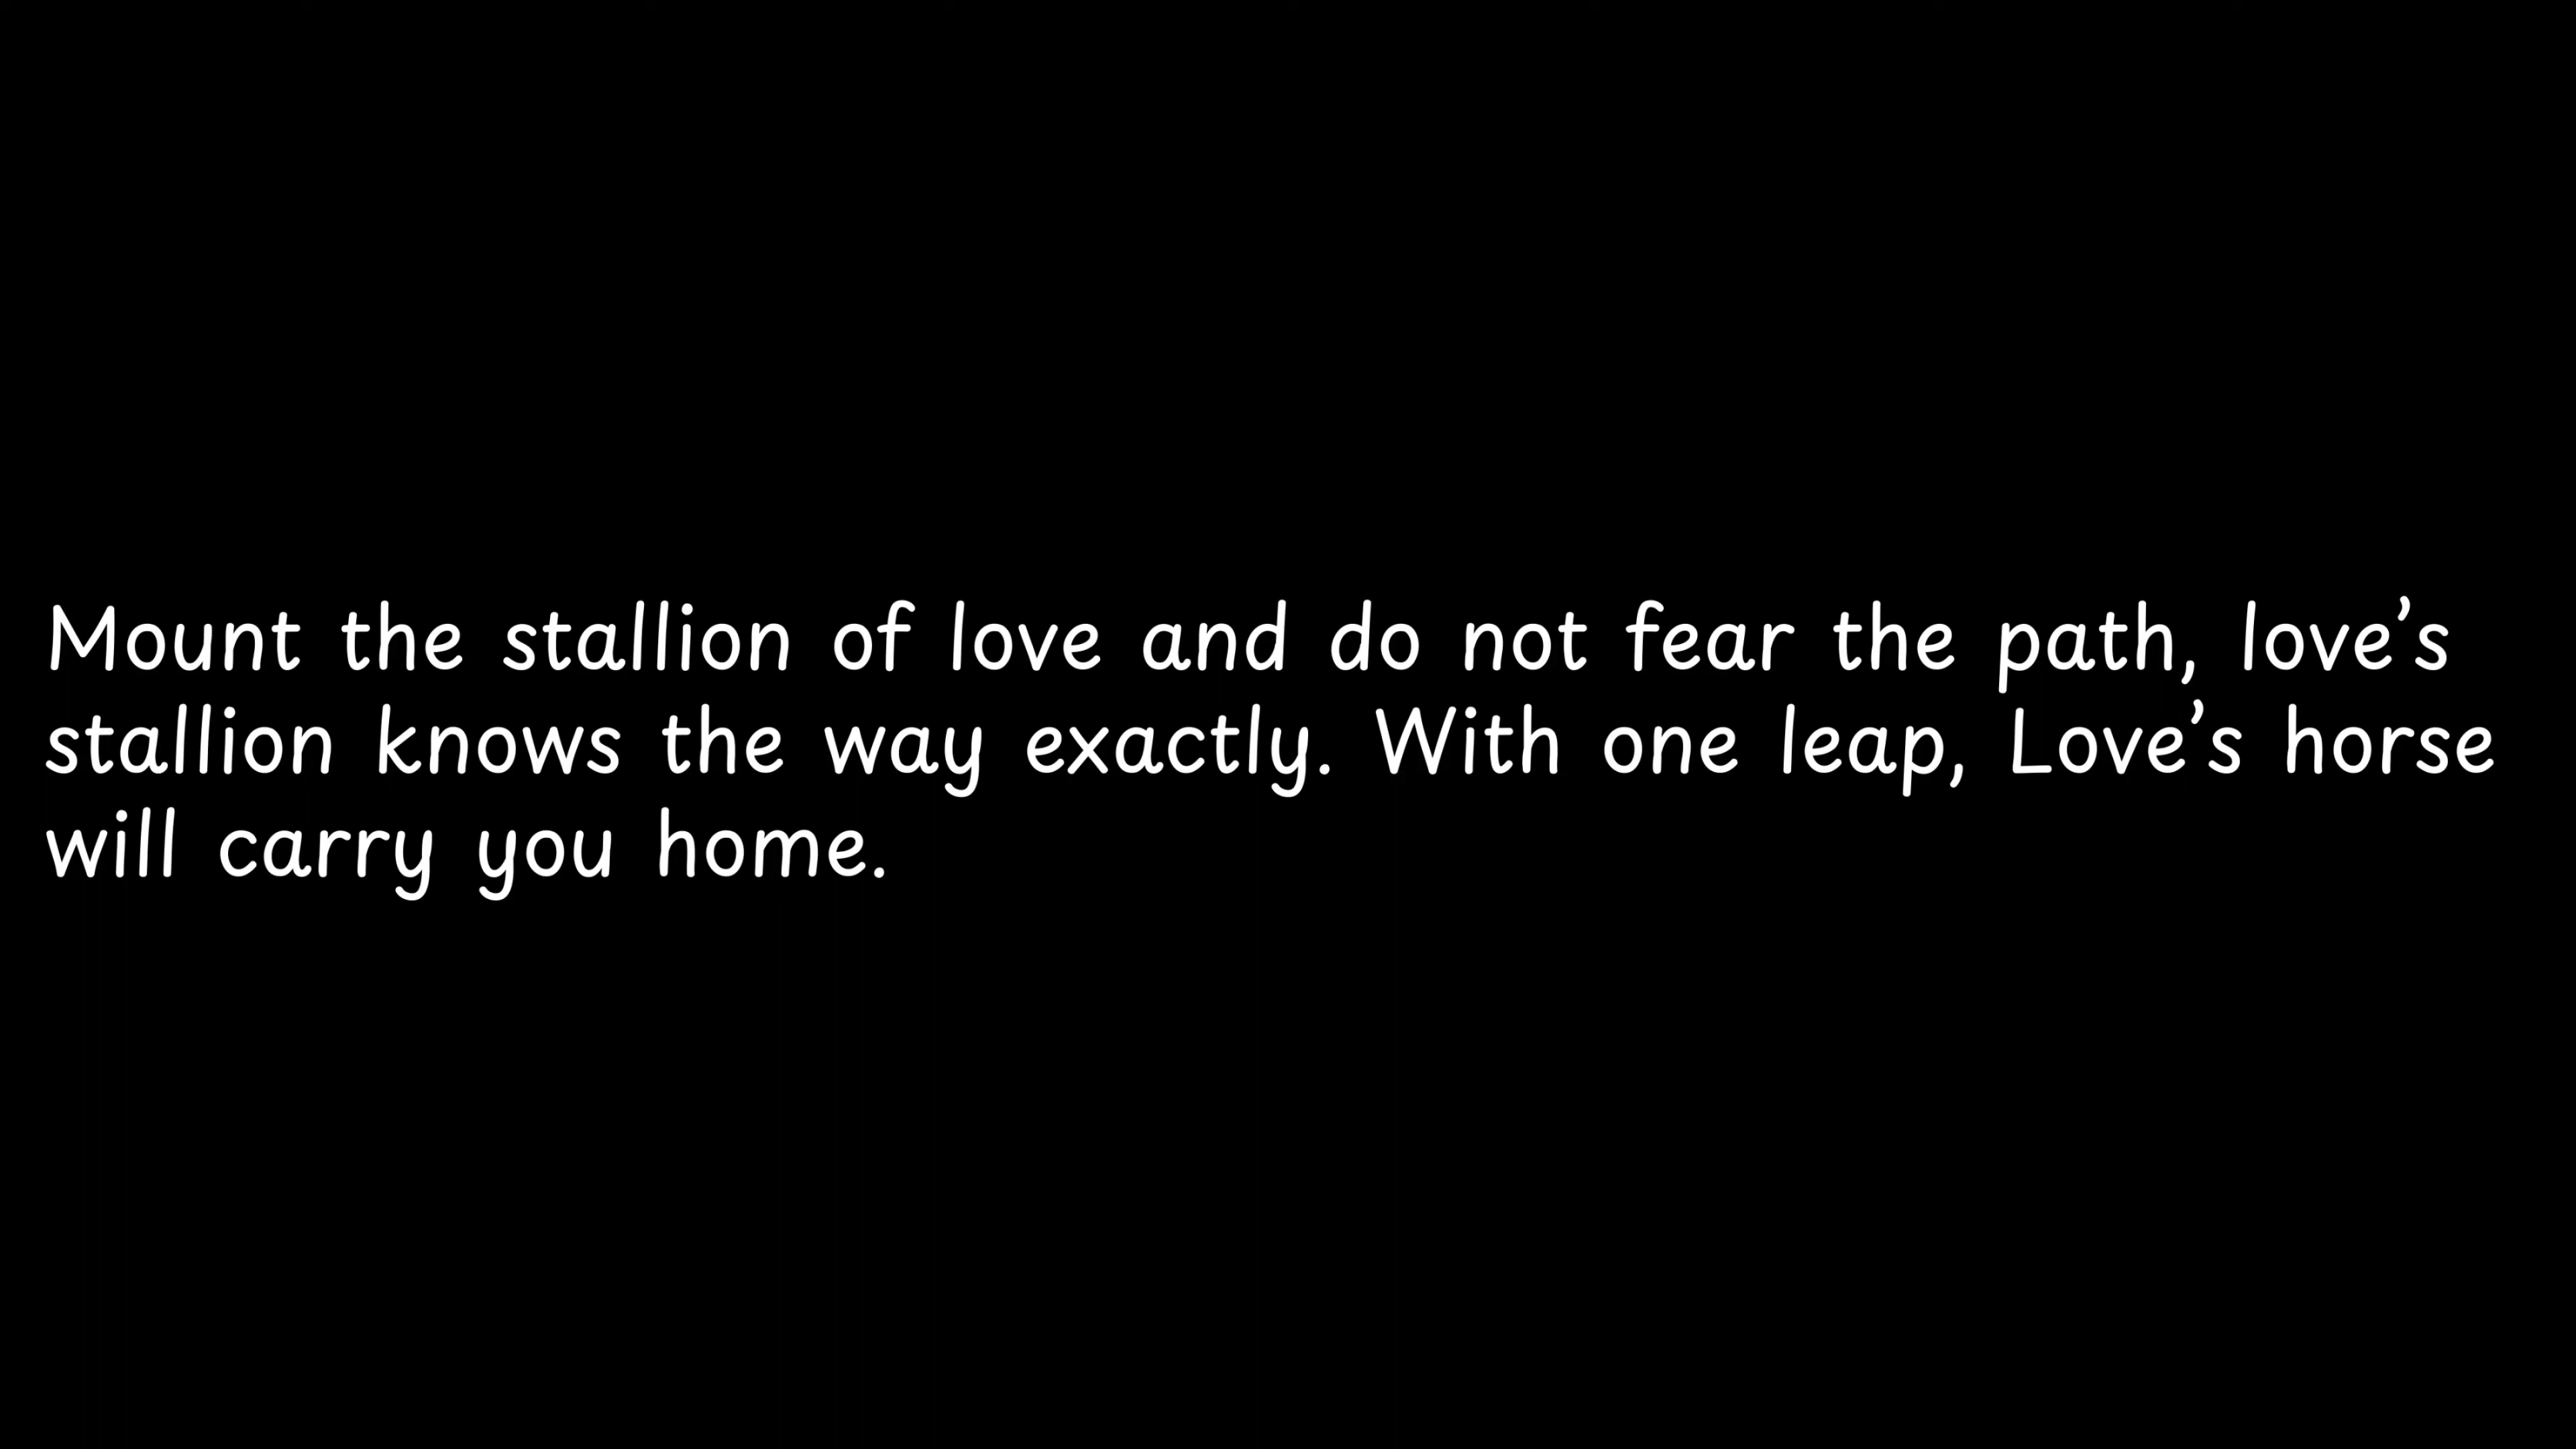 Mount the stallion of love and do not fear the path, love’s
stallion knows the way exactly. With one leap, Love’s horse
will carry you home.